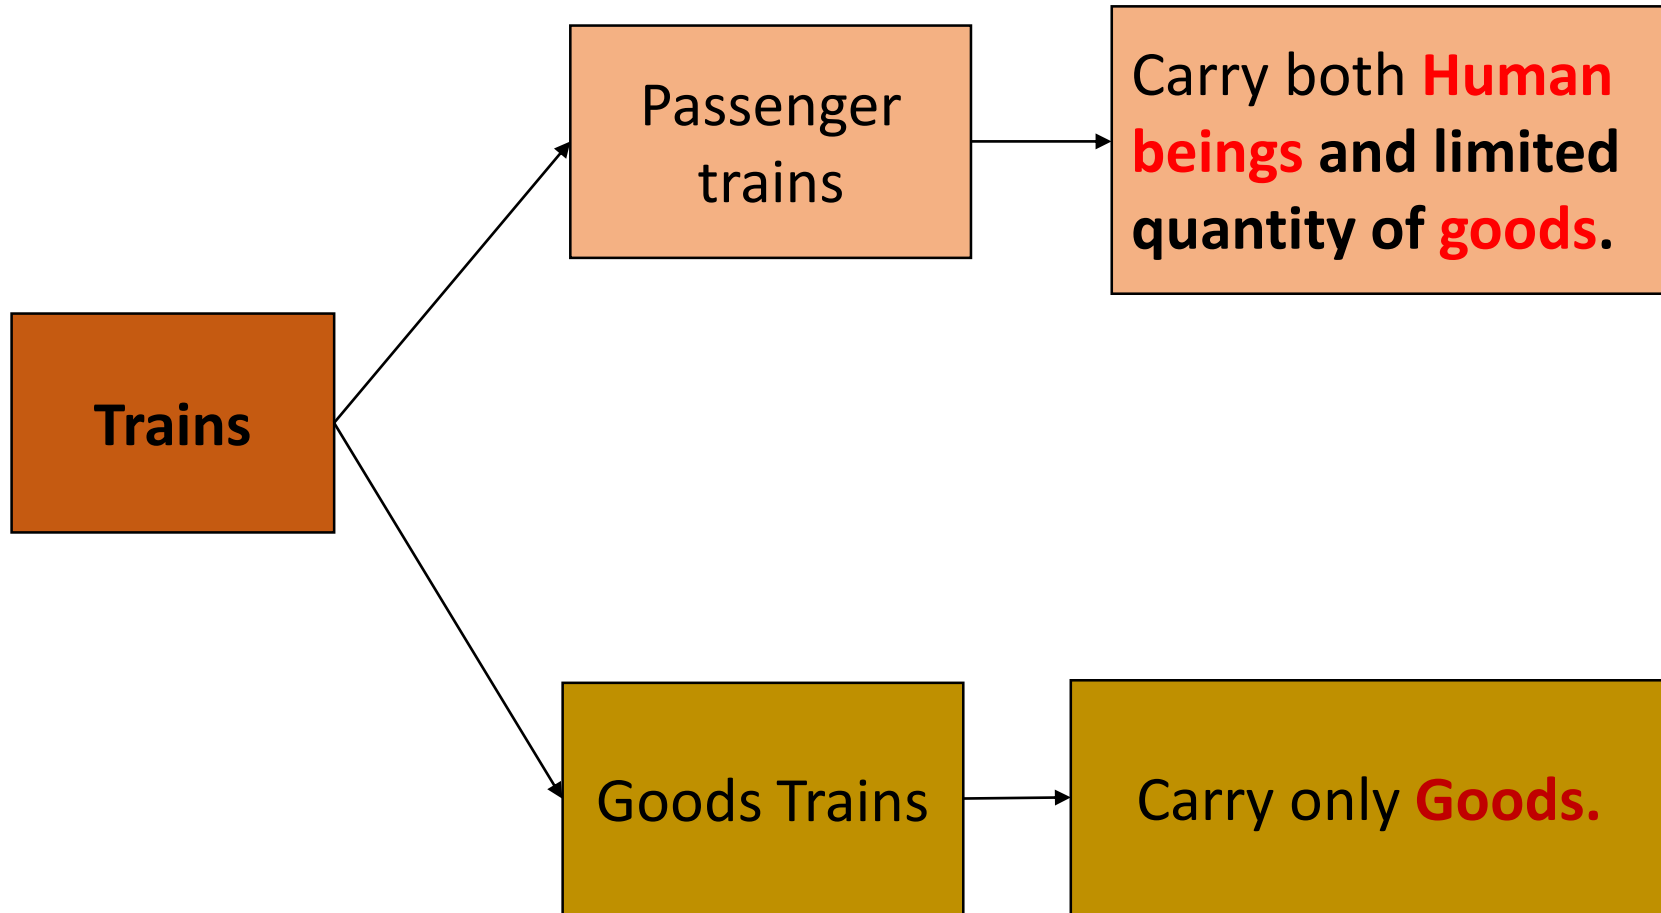 Passenger
trains
Carry both Human
beings and limited
quantity of goods.
Trains
Goods Trains
Carry only Goods.